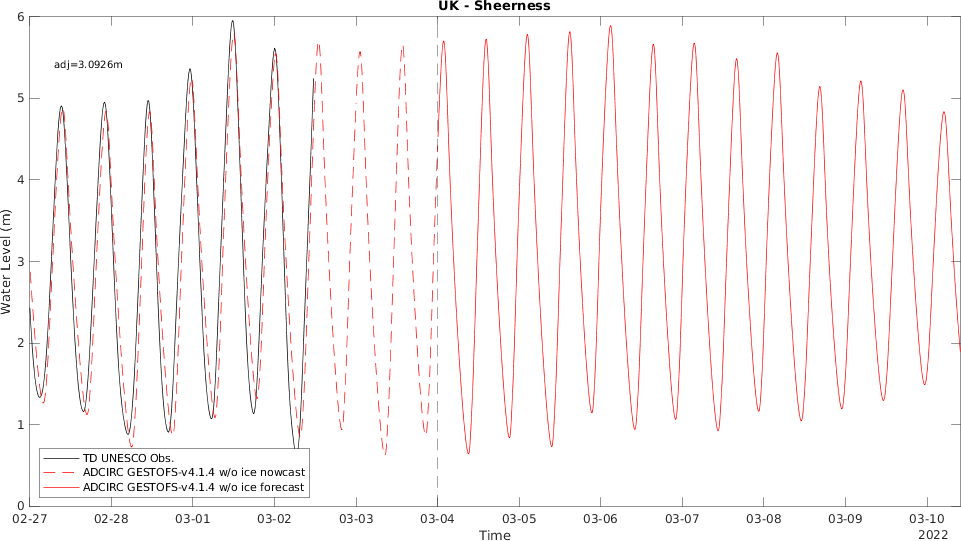 UK - Sheerness
adj=3.0926m
Water Level (m)
6
5
4
3
2
1
0
TD UNESCO Obs.
ADCIRC GESTOFS-v4.1.4 w/o ice nowcast
ADCIRC GESTOFS-v4.1.4 w/o ice forecast
02-27 02-28 03-01 03-02 03-03 03-04 03-05 03-06 03-07 03-08 03-09 03-10
Time
2022